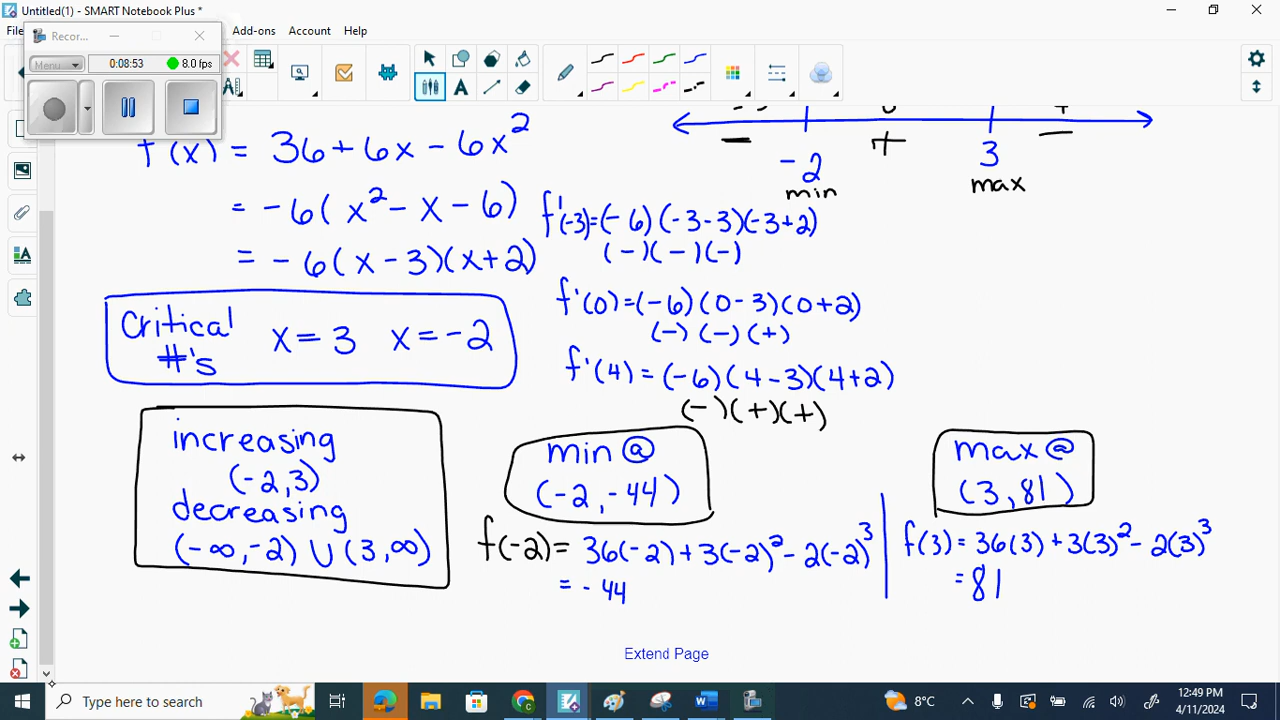 Untitled(1) - SMART Notebook Plus *
File
Add-ons
Account
Help
Recor...
Menu
0:08:53
8.0 fps
f'(x) = 36 + 6x - 6x²
= -6(x² - x - 6)
= -6(x - 3)(x + 2)
-2
min
3
max
- + -
f'(-3) = (-6)(-3-3)(-3+2)
(-)(-)(-)
f'(0) = (-6)(0-3)(0+2)
(-)(-)(+)
f'(4) = (-6)(4-3)(4+2)
(-)(+)(+)
Critical
#'s
x = 3 x = -2
increasing
(-2,3)
decreasing
(-∞,-2) ∪ (3,∞)
min @
(-2, -44)
f(-2) = 36(-2) + 3(-2)² - 2(-2)³
= -44
max @
(3, 81)
f(3) = 36(3) + 3(3)² - 2(3)³
= 81
Extend Page
Type here to search
8°C
12:49 PM
4/11/2024